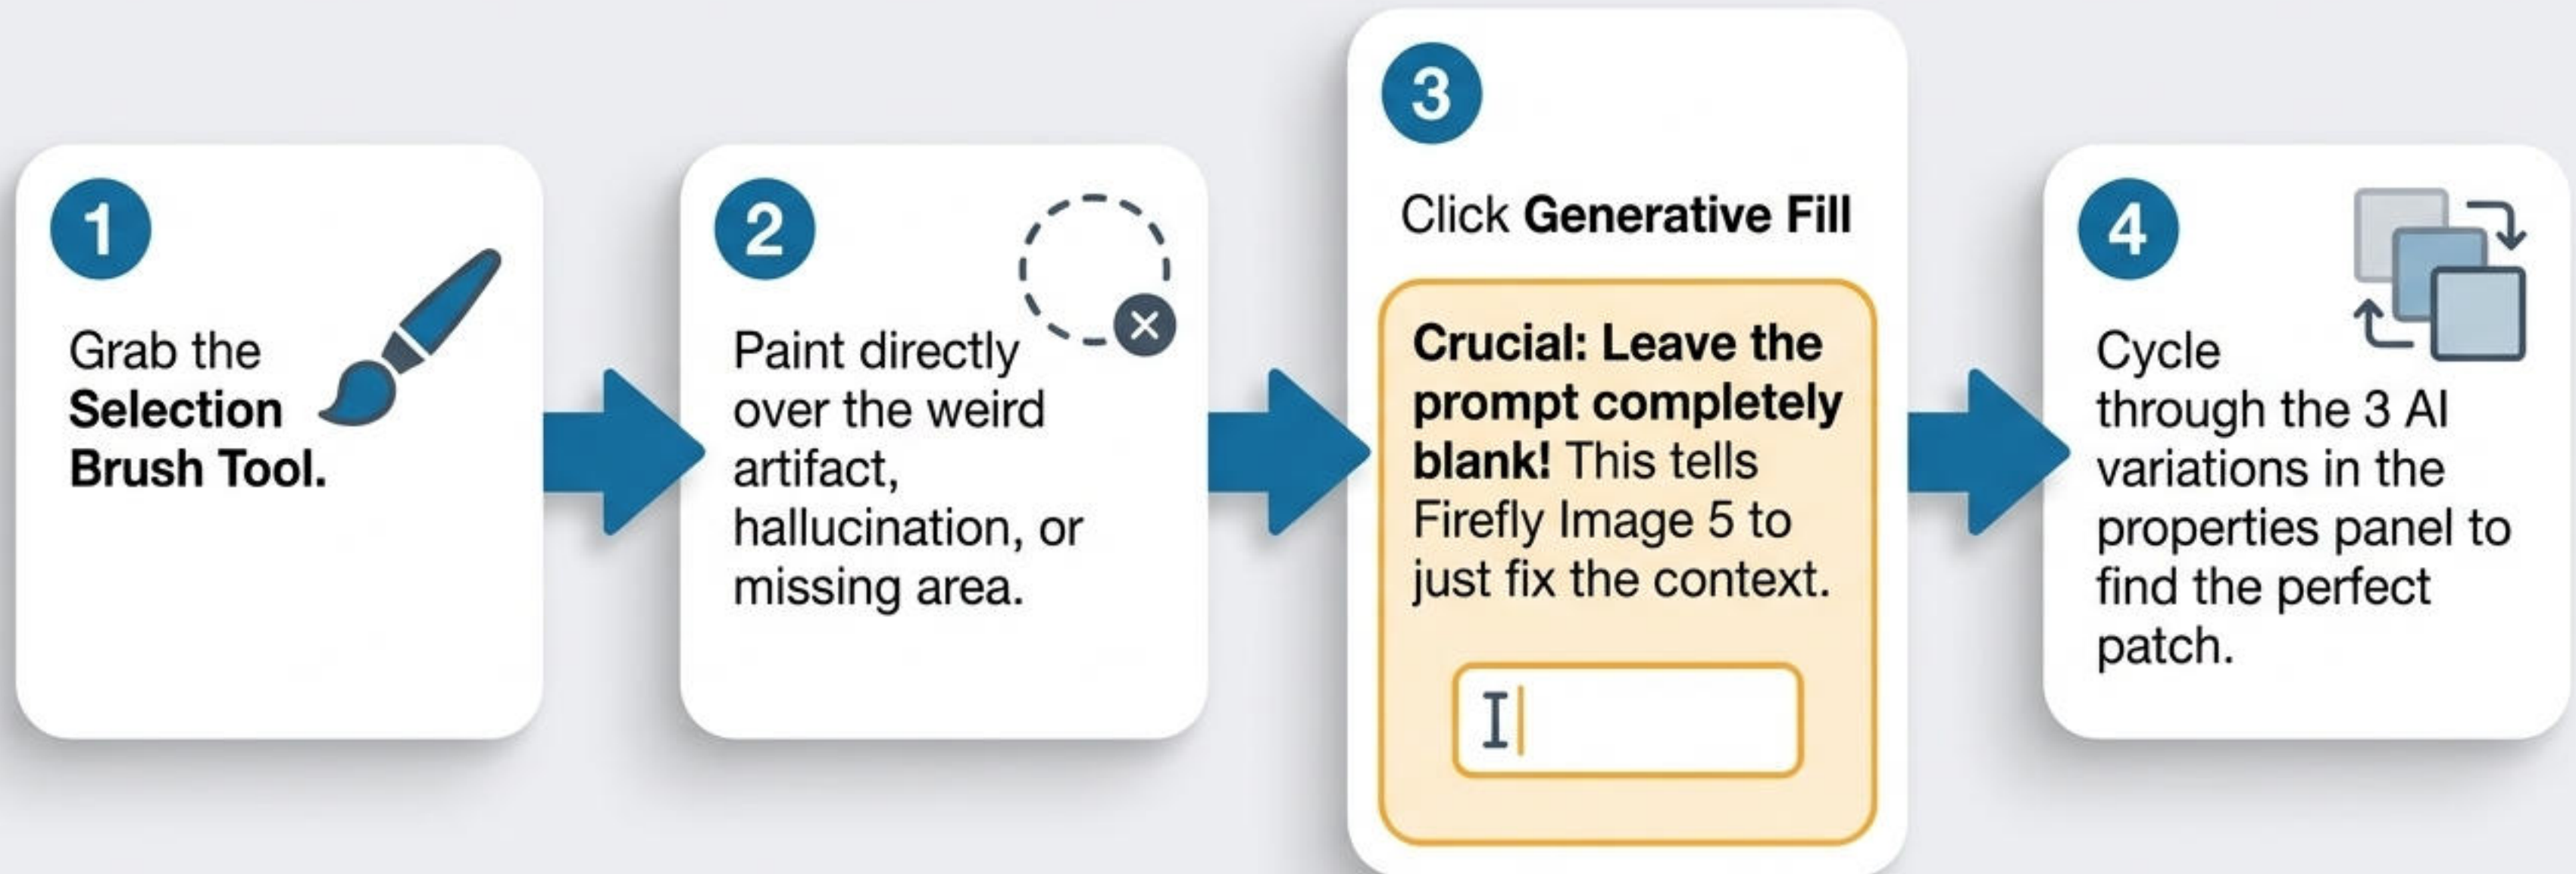 1
Grab the
Selection
Brush Tool.
2
Paint directly
over the weird
artifact,
hallucination, or
missing area.
3
Click Generative Fill
Crucial: Leave the
prompt completely
blank! This tells
Firefly Image 5 to
just fix the context.
4
Cycle
through the 3 AI
variations in the
properties panel to
find the perfect
patch.